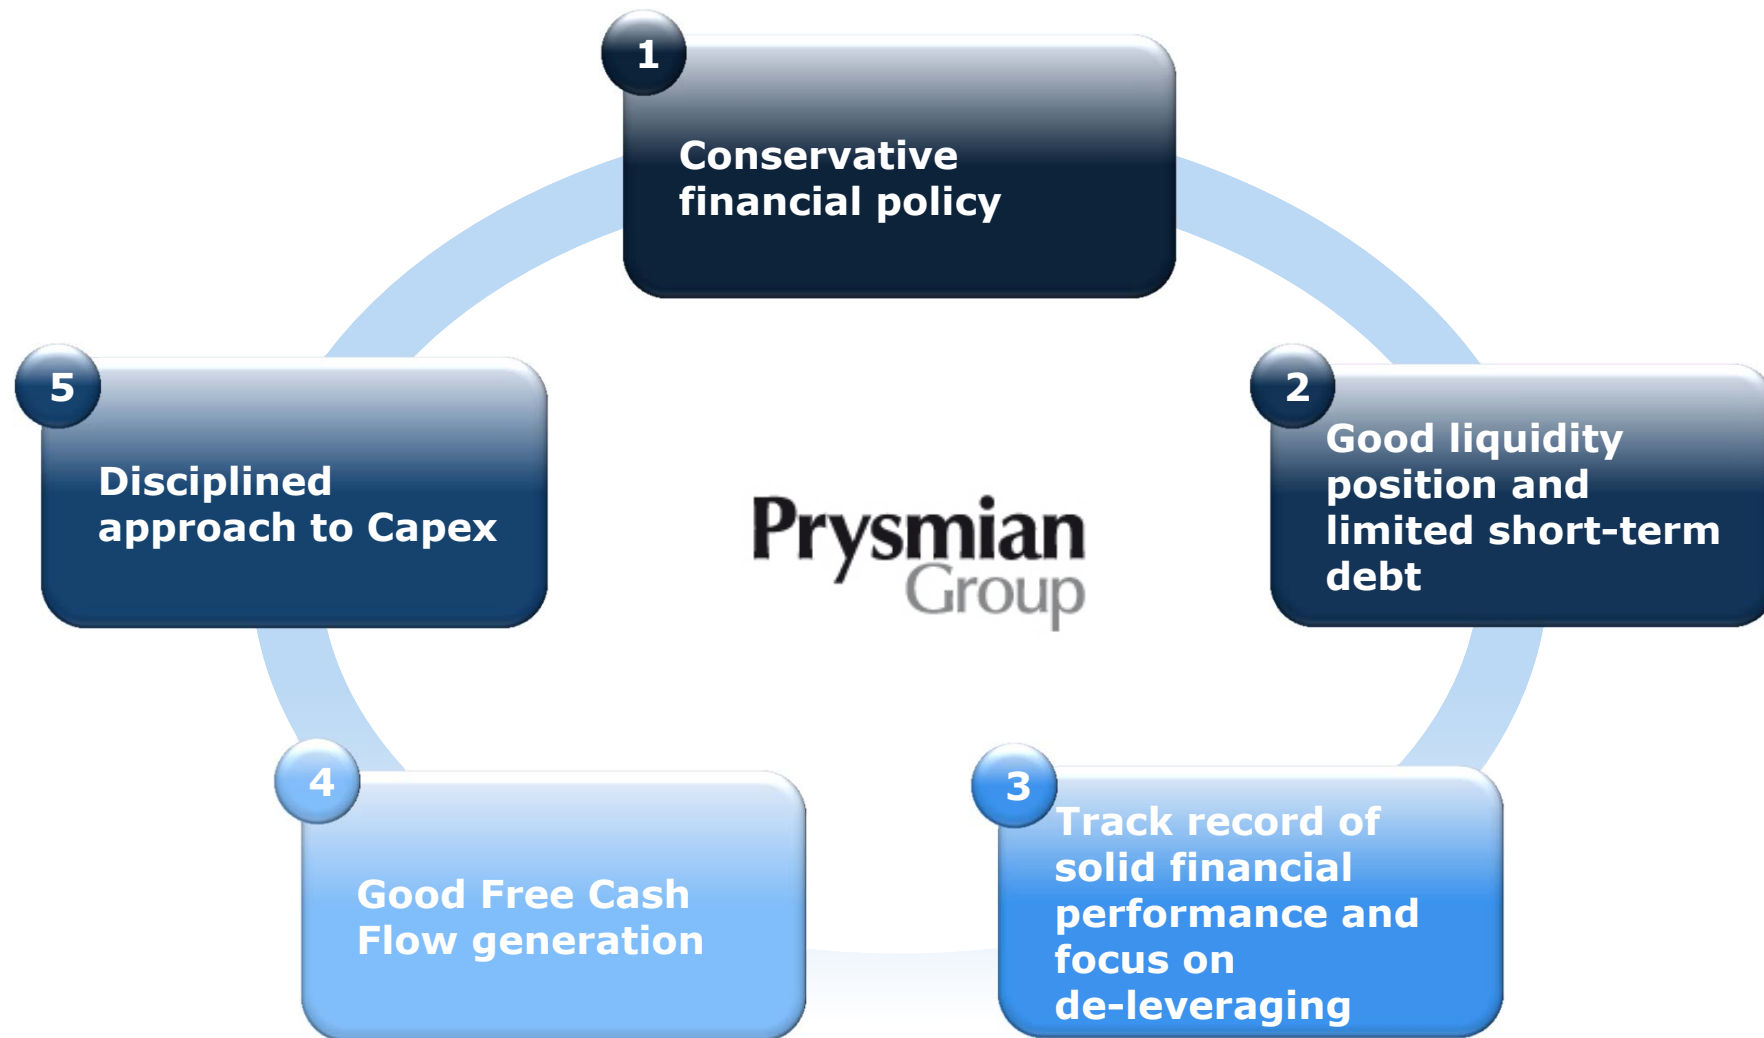 1
Conservative
financial policy
2
Good liquidity
position and
limited short-term
debt
3
Track record of
solid financial
performance and
focus on
de-leveraging
4
Good Free Cash
Flow generation
5
Disciplined
approach to Capex
Prysmian
Group